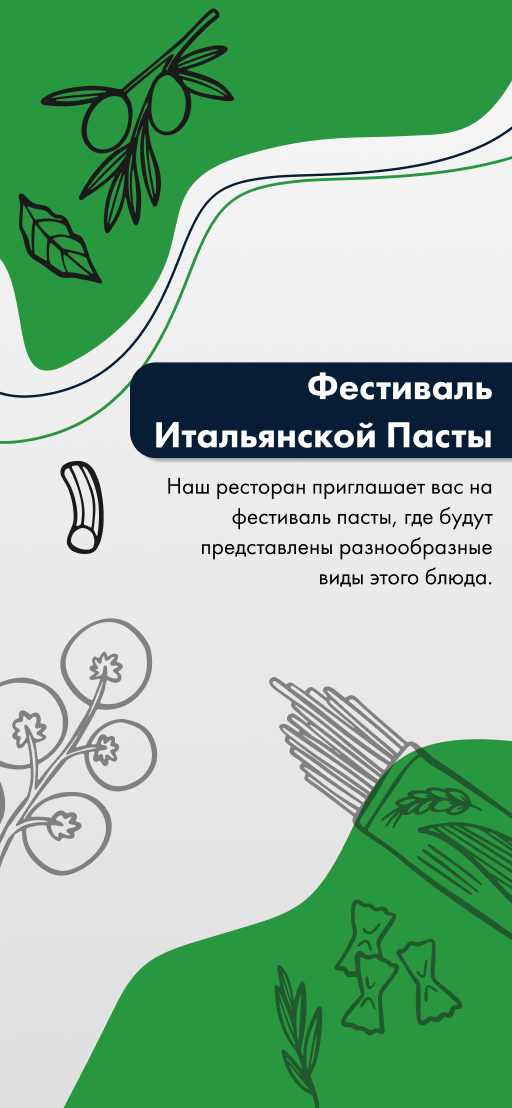 Фестиваль
Итальянской Пасты
Наш ресторан приглашает вас на
фестиваль пасты, где будут
представлены разнообразные
виды этого блюда.